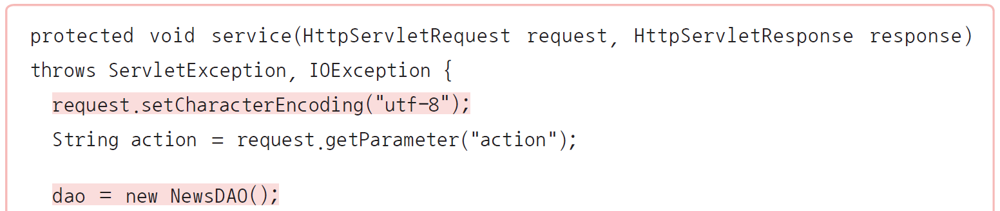 protected void service(HttpServletRequest request, HttpServletResponse response)
throws ServletException, IOException {
request.setCharacterEncoding("utf-8");
String action = request.getParameter("action");
dao = new NewsDAO();